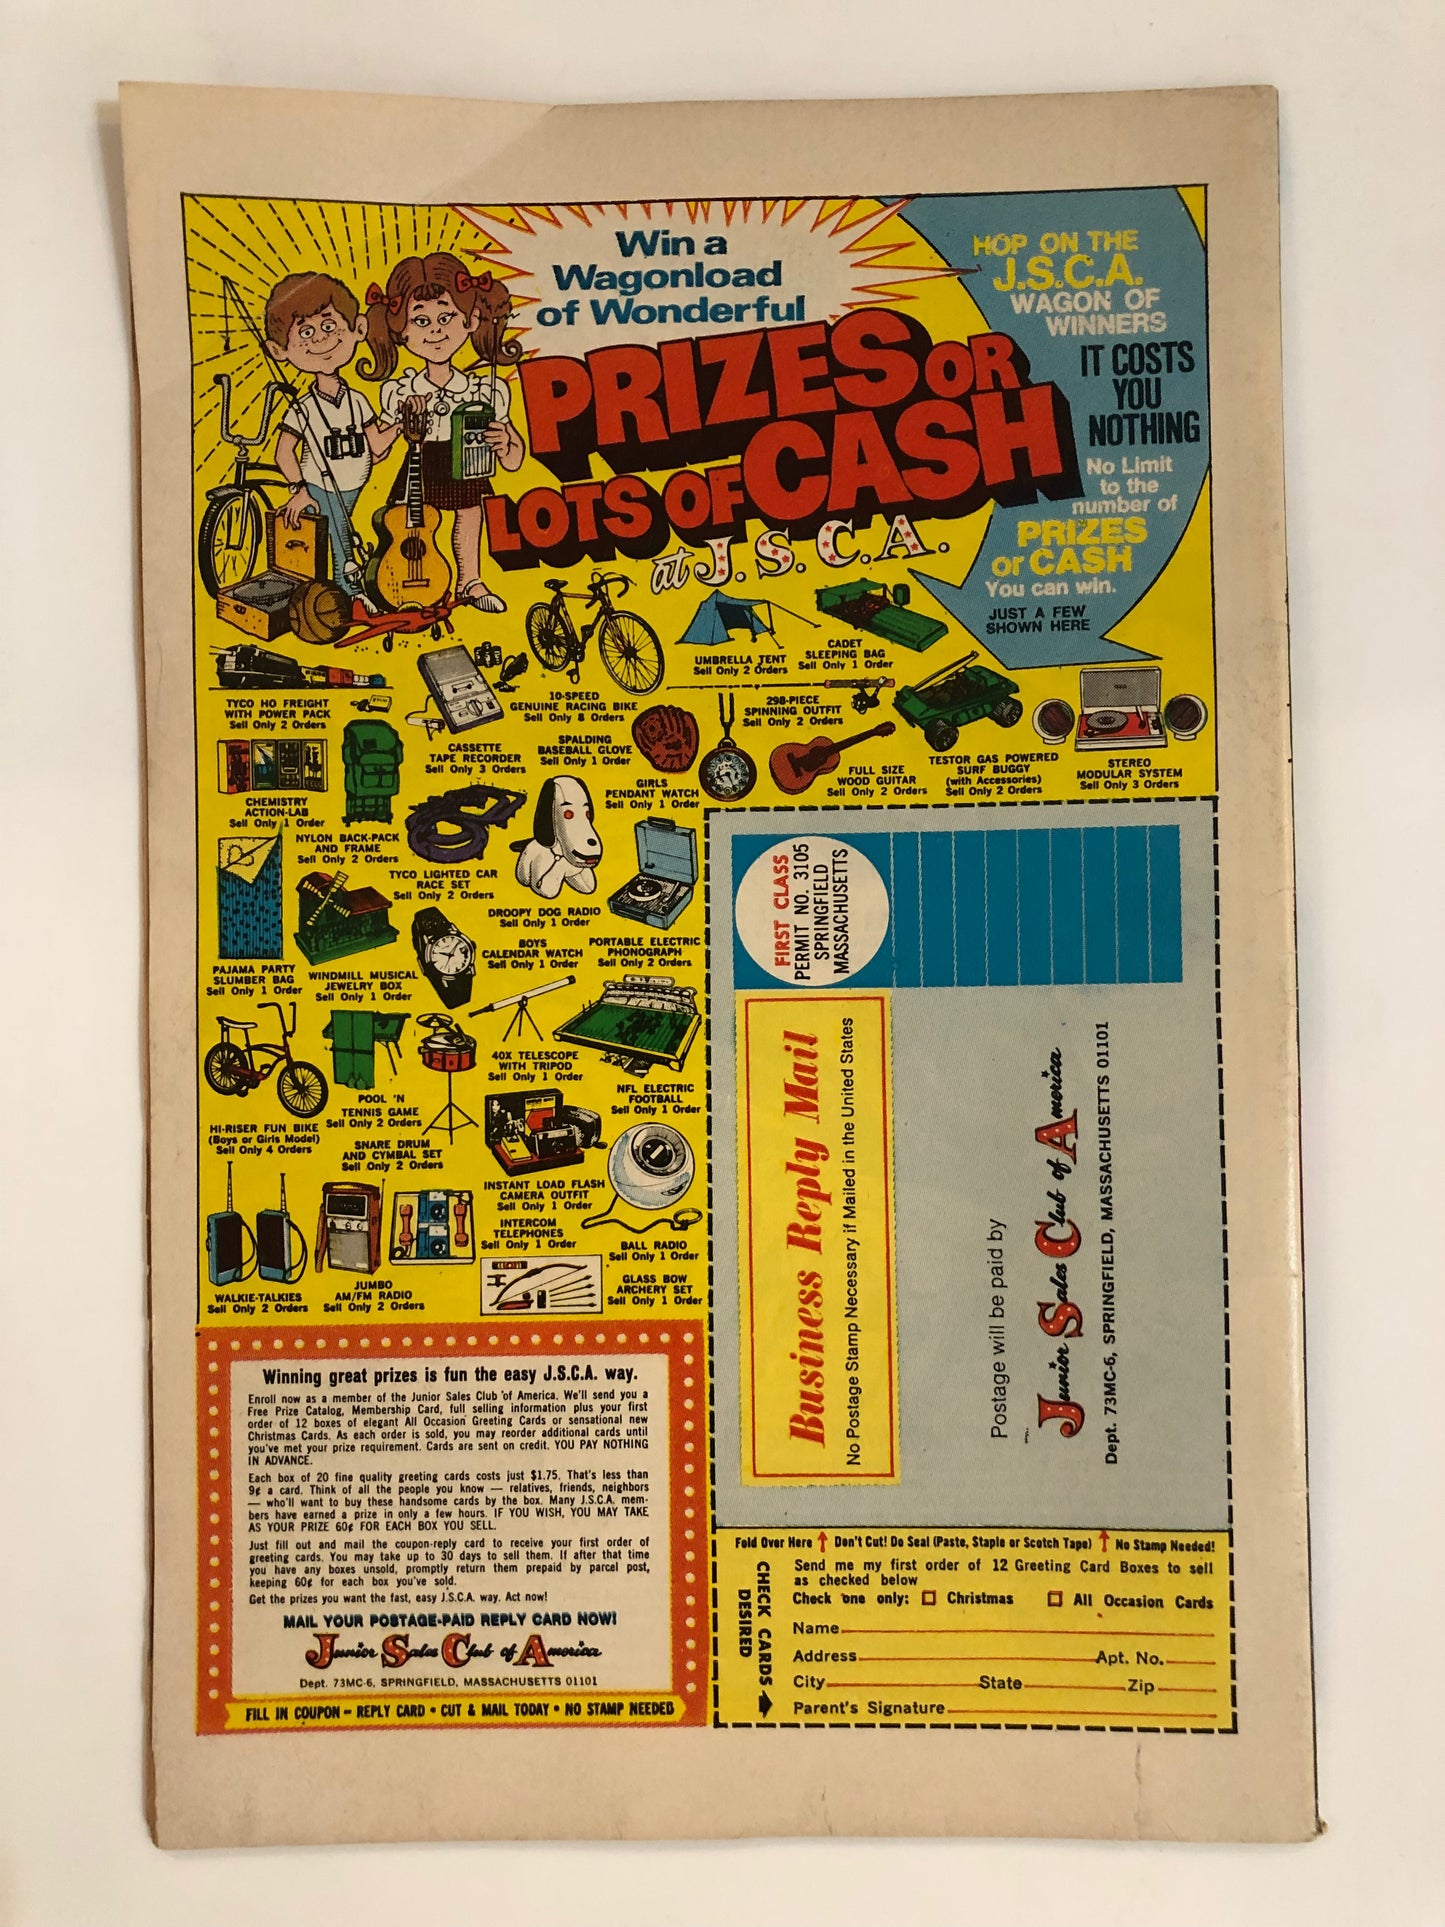 Win a
Wagonload
of Wonderful
PRIZES OR
LOTS OF CASH
at J.S.C.A.
HOP ON THE
J.S.C.A.
WAGON OF
WINNERS
IT COSTS
YOU
NOTHING
No Limit
to the
number of
PRIZES
or CASH
You can win.
JUST A FEW
SHOWN HERE
TYCO HO FREIGHT
WITH POWER PACK
Sell Only 2 Orders
CASSETTE
TAPE RECORDER
Sell Only 3 Orders
10-SPEED
GENUINE RACING BIKE
Sell Only 8 Orders
UMBRELLA TENT
Sell Only 2 Orders
CADET
SLEEPING BAG
Sell Only 1 Order
298-PIECE
SPINNING OUTFIT
Sell Only 2 Orders
SPALDING
BASEBALL GLOVE
Sell Only 1 Order
GIRLS
PENDANT WATCH
Sell Only 1 Order
FULL SIZE
WOOD GUITAR
Sell Only 2 Orders
TESTOR GAS POWERED
SURF BUGGY
(with Accessories)
Sell Only 2 Orders
STEREO
MODULAR SYSTEM
Sell Only 3 Orders
CHEMISTRY
ACTION-LAB
Sell Only 1 Order
NYLON BACK-PACK
AND FRAME
Sell Only 2 Orders
TYCO LIGHTED CAR
RACE SET
Sell Only 2 Orders
DROOPY DOG RADIO
Sell Only 1 Order
PORTABLE ELECTRIC
PHONOGRAPH
Sell Only 2 Orders
PAJAMA PARTY
SLUMBER BAG
Sell Only 1 Order
WINDMILL MUSICAL
JEWELRY BOX
Sell Only 1 Order
BOYS
CALENDAR WATCH
Sell Only 1 Order
40X TELESCOPE
WITH TRIPOD
Sell Only 1 Order
NFL ELECTRIC
FOOTBALL
Sell Only 1 Order
HI-RISER FUN BIKE
(Boys or Girls Model)
Sell Only 4 Orders
POOL 'N
TENNIS GAME
Sell Only 2 Orders
SNARE DRUM
AND CYMBAL SET
Sell Only 2 Orders
INSTANT LOAD FLASH
CAMERA OUTFIT
Sell Only 1 Order
INTERCOM
TELEPHONES
Sell Only 1 Order
BALL RADIO
Sell Only 1 Order
WALKIE-TALKIES
Sell Only 2 Orders
JUMBO
AM/FM RADIO
Sell Only 2 Orders
GLASS BOW
ARCHERY SET
Sell Only 1 Order
Winning great prizes is fun the easy J.S.C.A. way.
Enroll now as a member of the Junior Sales Club of America. We'll send you a
Free Prize Catalog, Membership Card, full selling information plus your first
order of 12 boxes of elegant All Occasion Greeting Cards or sensational new
Christmas Cards. As each order is sold, you may reorder additional cards until
you've met your prize requirement. Cards are sent on credit. YOU PAY NOTHING
IN ADVANCE.
Each box of 20 fine quality greeting cards costs just $1.75. That's less than
9¢ a card. Think of all the people you know — relatives, friends, neighbors
— who'll want to buy these handsome cards by the box. Many J.S.C.A. mem-
bers have earned a prize in only a few hours. IF YOU WISH, YOU MAY TAKE
AS YOUR PRIZE 60¢ FOR EACH BOX YOU SELL.
Just fill out and mail the coupon-reply card to receive your first order of
greeting cards. You may take up to 30 days to sell them. If after that time
you have any boxes unsold, promptly return them prepaid by parcel post,
keeping 60¢ for each box you've sold.
Get the prizes you want the fast, easy J.S.C.A. way. Act now!
MAIL YOUR POSTAGE-PAID REPLY CARD NOW!
Junior Sales Club of America
Dept. 73MC-6, SPRINGFIELD, MASSACHUSETTS 01101
FILL IN COUPON – REPLY CARD • CUT & MAIL TODAY • NO STAMP NEEDED
FIRST CLASS
PERMIT NO. 3105
SPRINGFIELD
MASSACHUSETTS
Business Reply Mail
No Postage Stamp Necessary if Mailed in the United States
Postage will be paid by
Junior Sales Club of America
Dept. 73MC-6, SPRINGFIELD, MASSACHUSETTS 01101
Fold Over Here ↑ Don't Cut! Do Seal (Paste, Staple or Scotch Tape) ↑ No Stamp Needed!
CHECK CARDS
DESIRED
Send me my first order of 12 Greeting Card Boxes to sell
as checked below
Check one only: ☐ Christmas ☐ All Occasion Cards
Name
Address Apt. No.
City State Zip
Parent's Signature